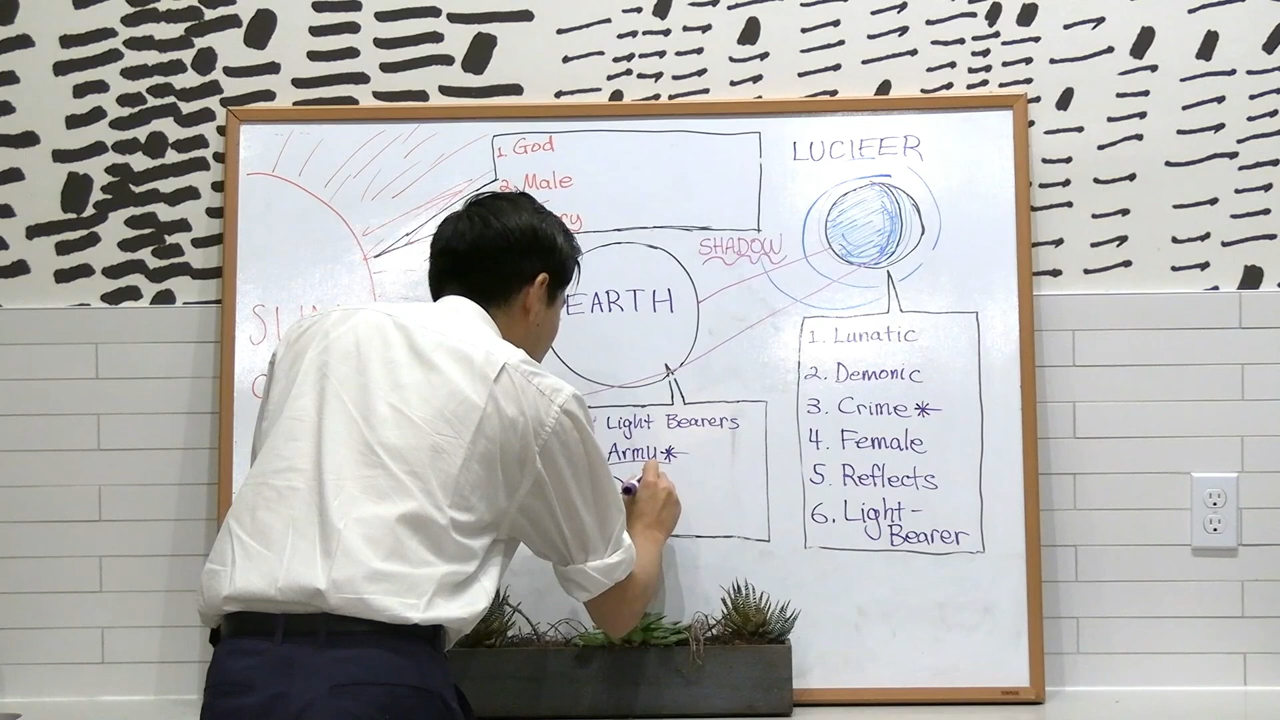 1. God
2. Male
LUCIFER
SHADOW
EARTH
1. Lunatic
2. Demonic
3. Crime*
4. Female
5. Reflects
6. Light-
Bearer
Light Bearers
Army*